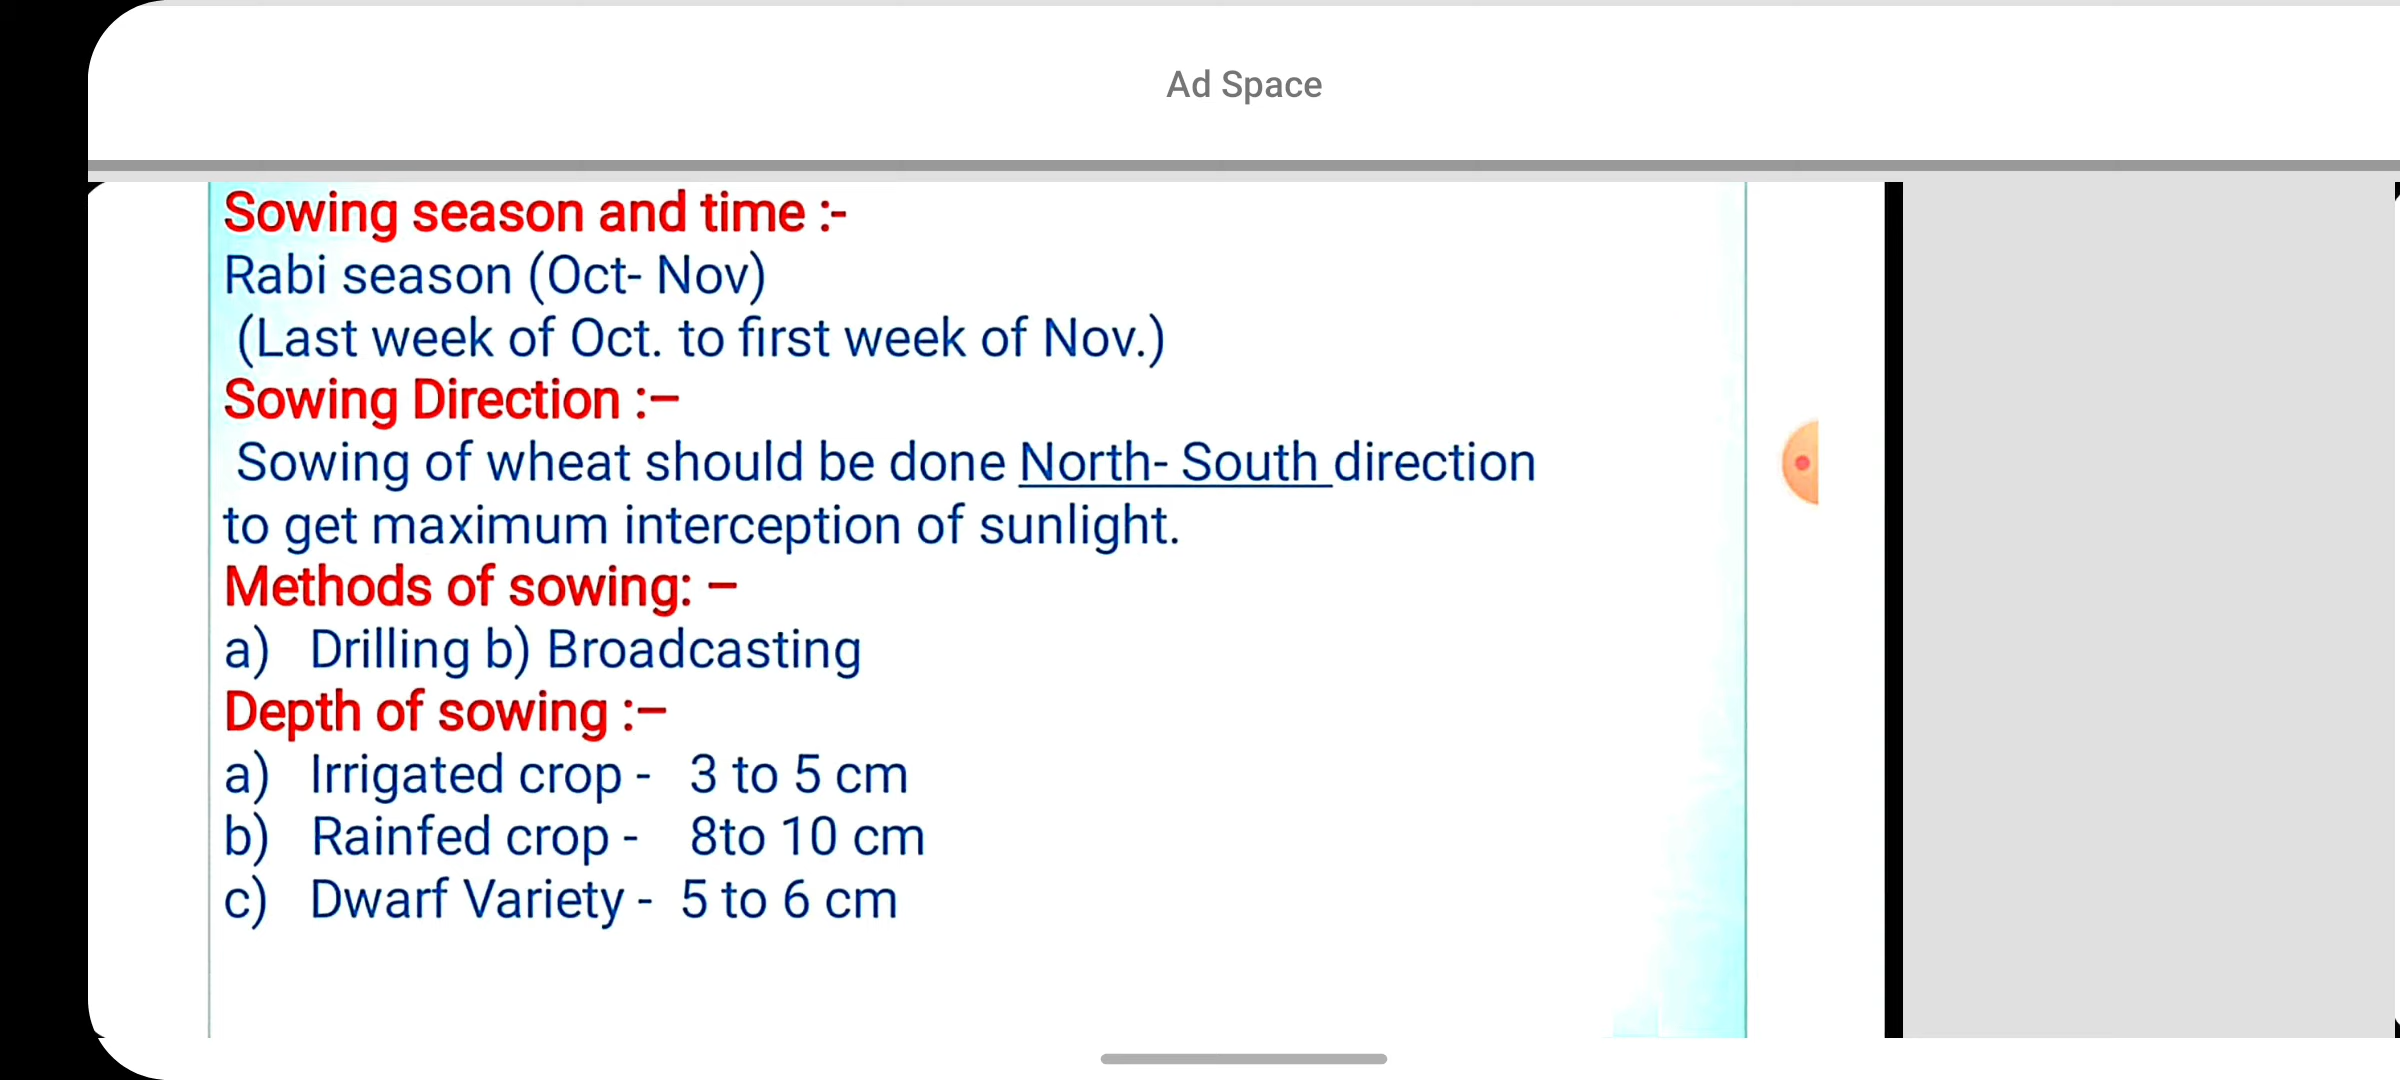 Ad Space
Sowing season and time :-
Rabi season (Oct- Nov)
(Last week of Oct. to first week of Nov.)
Sowing Direction :–
Sowing of wheat should be done North- South direction
to get maximum interception of sunlight.
Methods of sowing: –
a) Drilling b) Broadcasting
Depth of sowing :–
a) Irrigated crop - 3 to 5 cm
b) Rainfed crop - 8to 10 cm
c) Dwarf Variety - 5 to 6 cm